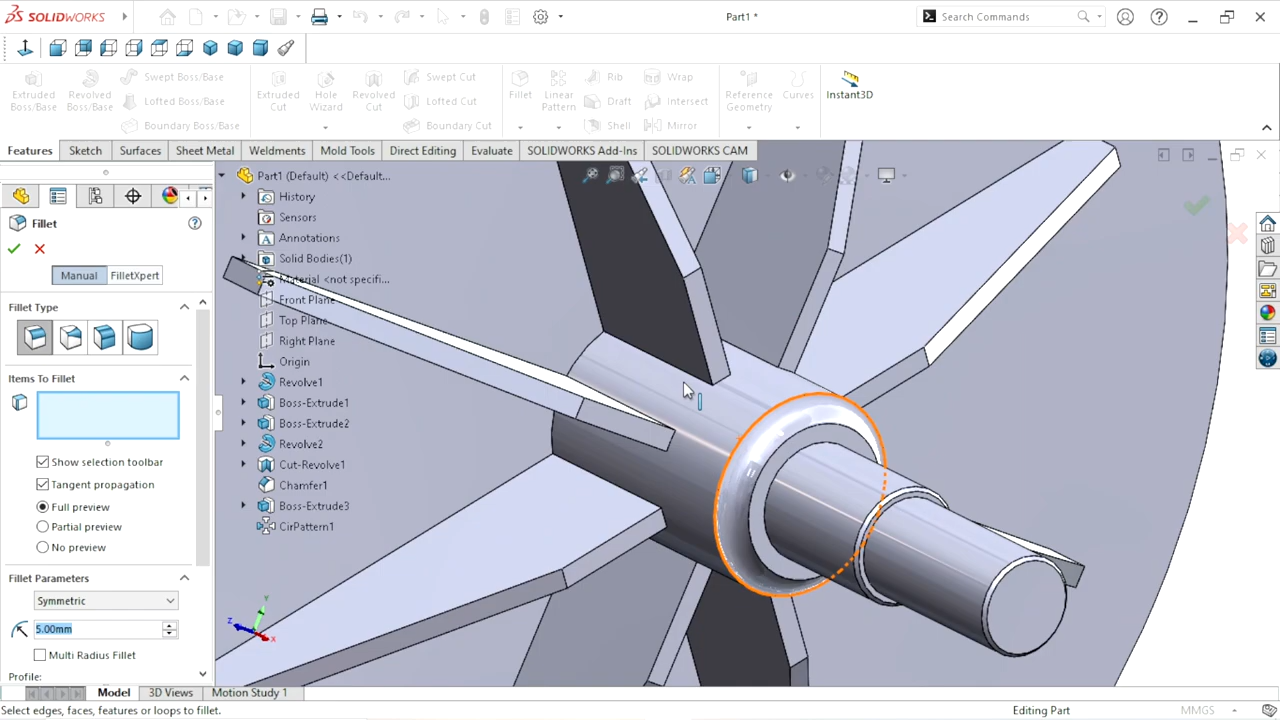 SOLIDWORKS
Part1 *
Search Commands
Extruded Boss/Base
Revolved Boss/Base
Swept Boss/Base
Lofted Boss/Base
Boundary Boss/Base
Extruded Cut
Hole Wizard
Revolved Cut
Swept Cut
Lofted Cut
Boundary Cut
Fillet
Linear Pattern
Rib
Draft
Shell
Wrap
Intersect
Mirror
Reference Geometry
Curves
Instant3D
Features
Sketch
Surfaces
Sheet Metal
Weldments
Mold Tools
Direct Editing
Evaluate
SOLIDWORKS Add-Ins
SOLIDWORKS CAM
Fillet
Manual
FilletXpert
Fillet Type
Items To Fillet
Show selection toolbar
Tangent propagation
Full preview
Partial preview
No preview
Fillet Parameters
Symmetric
5.00mm
Multi Radius Fillet
Profile:
Part1 (Default) <<Default...
History
Sensors
Annotations
Solid Bodies(1)
Material <not specifi...
Front Plane
Top Plane
Right Plane
Origin
Revolve1
Boss-Extrude1
Boss-Extrude2
Revolve2
Cut-Revolve1
Chamfer1
Boss-Extrude3
CirPattern1
Y
Z
X
Model
3D Views
Motion Study 1
Select edges, faces, features or loops to fillet.
Editing Part
MMGS